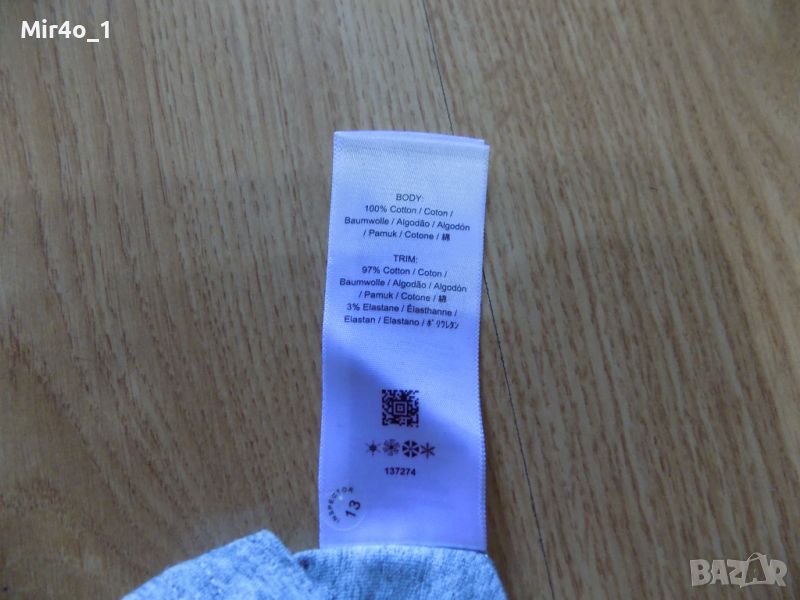 Mir4o_1
BODY:
100% Cotton / Coton /
Baumwolle / Algodão / Algodón
/ Pamuk / Cotone / 綿
TRIM:
97% Cotton / Coton /
Baumwolle / Algodão / Algodón
/ Pamuk / Cotone / 綿
3% Elastane / Élasthanne /
Elastan / Elastano / ﾎﾟﾘｳﾚﾀﾝ
137274
INSPECTOR
13
BAZAR